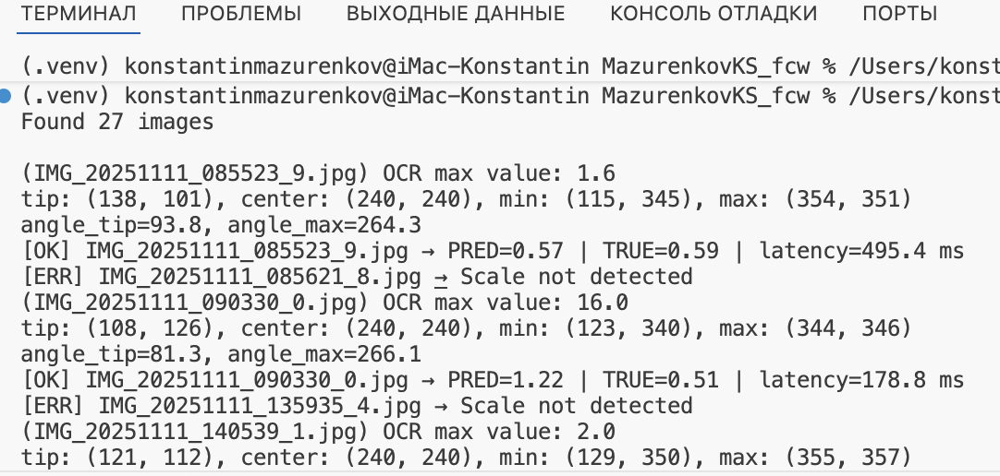 ТЕРМИНАЛ ПРОБЛЕМЫ ВЫХОДНЫЕ ДАННЫЕ КОНСОЛЬ ОТЛАДКИ ПОРТЫ
(.venv) konstantinmazurenkov@iMac-Konstantin MazurenkovKS_fcw % /Users/konst
(.venv) konstantinmazurenkov@iMac-Konstantin MazurenkovKS_fcw % /Users/konst
Found 27 images
(IMG_20251111_085523_9.jpg) OCR max value: 1.6
tip: (138, 101), center: (240, 240), min: (115, 345), max: (354, 351)
angle_tip=93.8, angle_max=264.3
[OK] IMG_20251111_085523_9.jpg → PRED=0.57 | TRUE=0.59 | latency=495.4 ms
[ERR] IMG_20251111_085621_8.jpg → Scale not detected
(IMG_20251111_090330_0.jpg) OCR max value: 16.0
tip: (108, 126), center: (240, 240), min: (123, 340), max: (344, 346)
angle_tip=81.3, angle_max=266.1
[OK] IMG_20251111_090330_0.jpg → PRED=1.22 | TRUE=0.51 | latency=178.8 ms
[ERR] IMG_20251111_135935_4.jpg → Scale not detected
(IMG_20251111_140539_1.jpg) OCR max value: 2.0
tip: (121, 112), center: (240, 240), min: (129, 350), max: (355, 357)